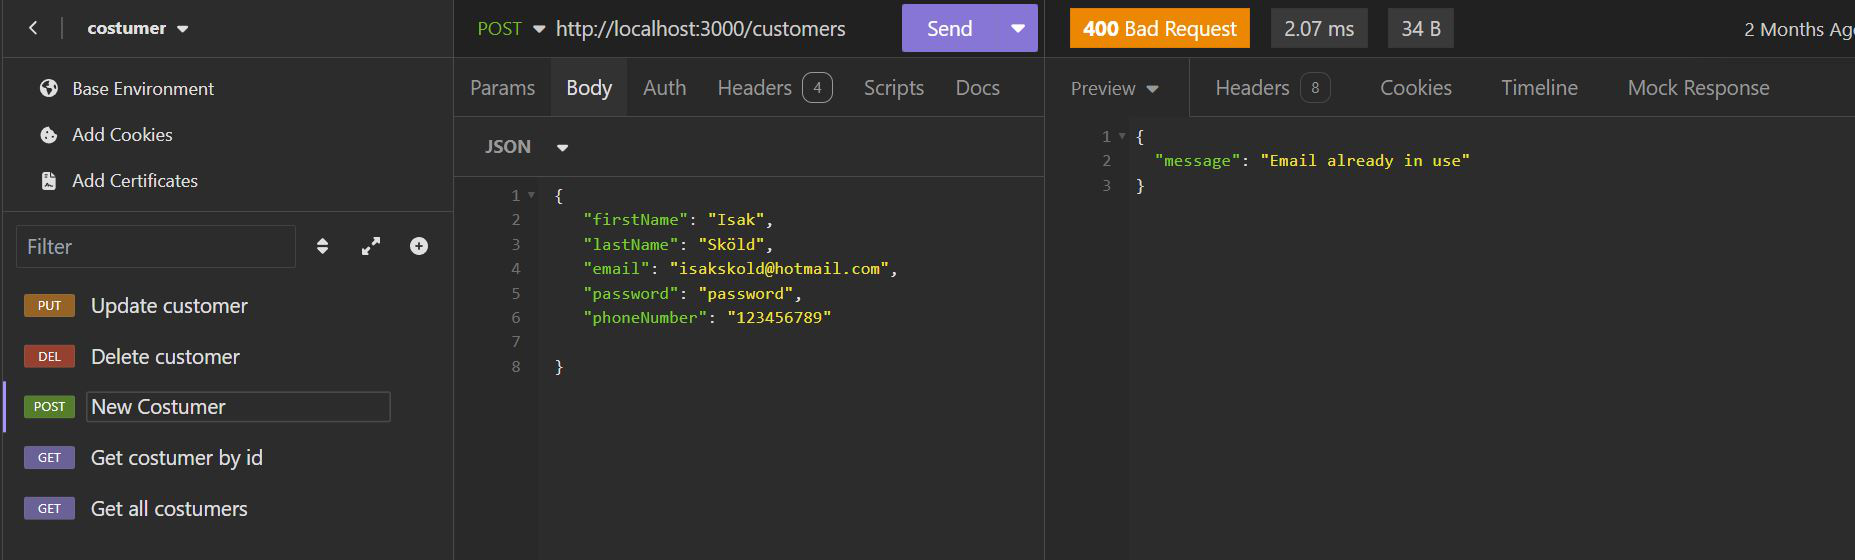 costumer
Base Environment
Add Cookies
Add Certificates
Filter
PUT Update customer
DEL Delete customer
POST New Costumer
GET Get costumer by id
GET Get all costumers
POST http://localhost:3000/customers Send
Params Body Auth Headers 4 Scripts Docs
JSON
1 {
2 "firstName": "Isak",
3 "lastName": "Sköld",
4 "email": "isakskold@hotmail.com",
5 "password": "password",
6 "phoneNumber": "123456789"
7
8 }
400 Bad Request 2.07 ms 34 B 2 Months Ag
Preview Headers 8 Cookies Timeline Mock Response
1 {
2 "message": "Email already in use"
3 }